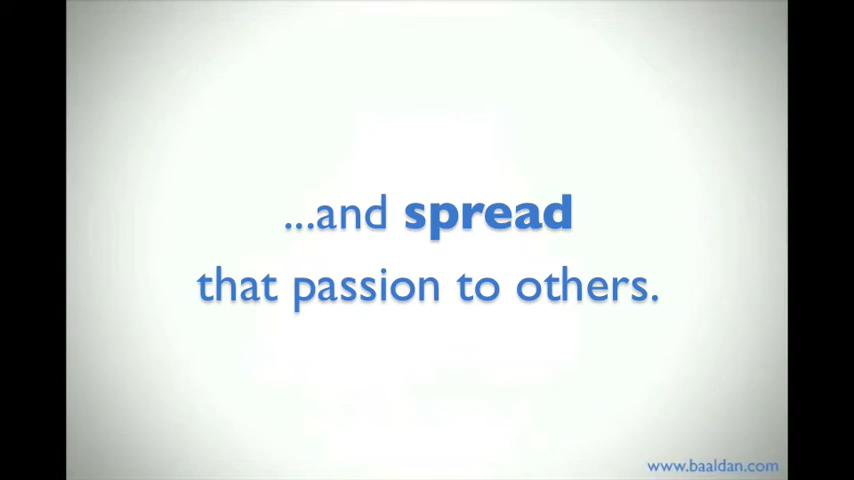 ...and spread
that passion to others.
www.baaldan.com